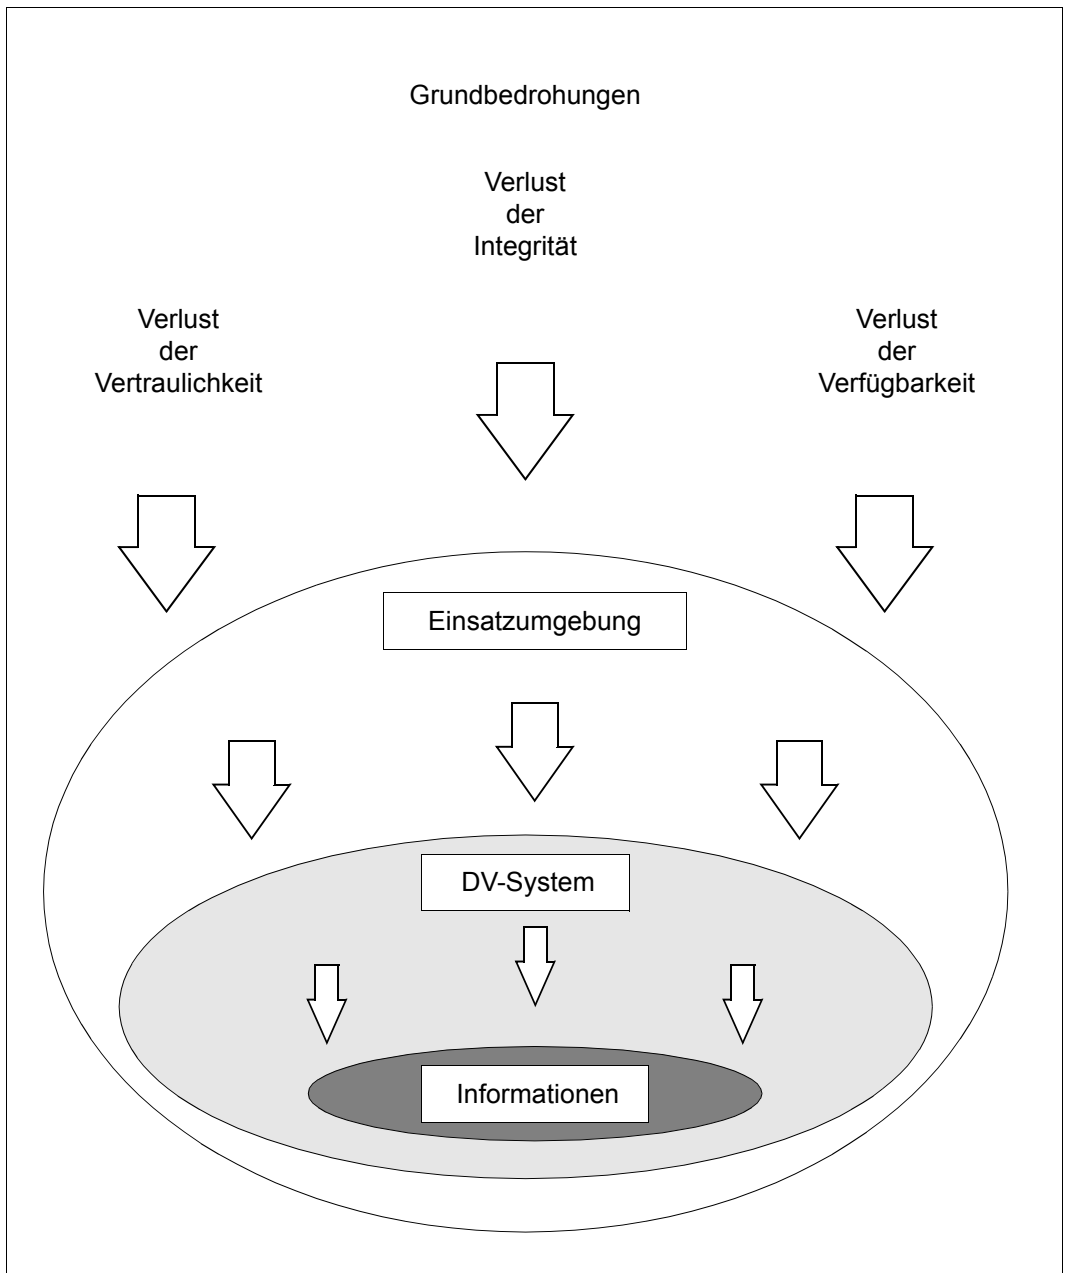 Grundbedrohungen
Verlust
der
Integrität
Verlust
der
Vertraulichkeit
Verlust
der
Verfügbarkeit
Einsatzumgebung
DV-System
Informationen